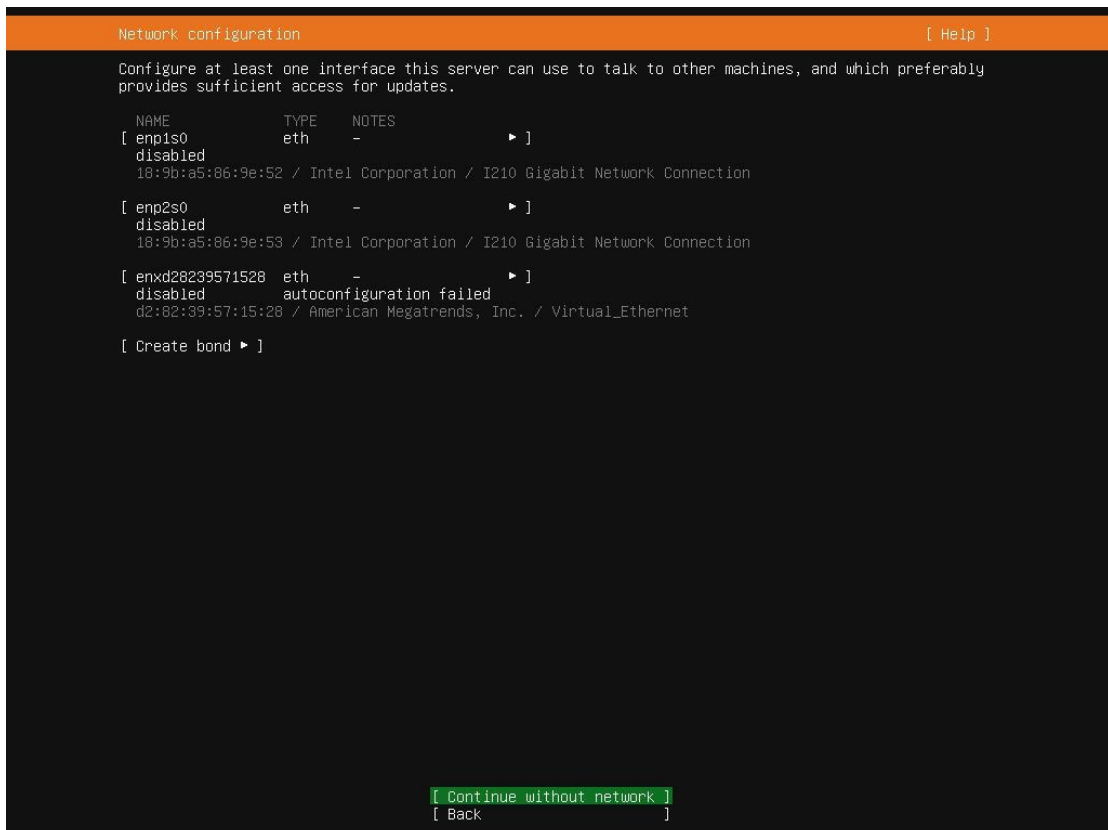 Network configuration [ Help ]
Configure at least one interface this server can use to talk to other machines, and which preferably
provides sufficient access for updates.
NAME TYPE NOTES
[ enp1s0 eth – ▸ ]
disabled
18:9b:a5:86:9e:52 / Intel Corporation / I210 Gigabit Network Connection
[ enp2s0 eth – ▸ ]
disabled
18:9b:a5:86:9e:53 / Intel Corporation / I210 Gigabit Network Connection
[ enxd28239571528 eth – ▸ ]
disabled autoconfiguration failed
d2:82:39:57:15:28 / American Megatrends, Inc. / Virtual_Ethernet
[ Create bond ▸ ]
[ Continue without network ]
[ Back ]